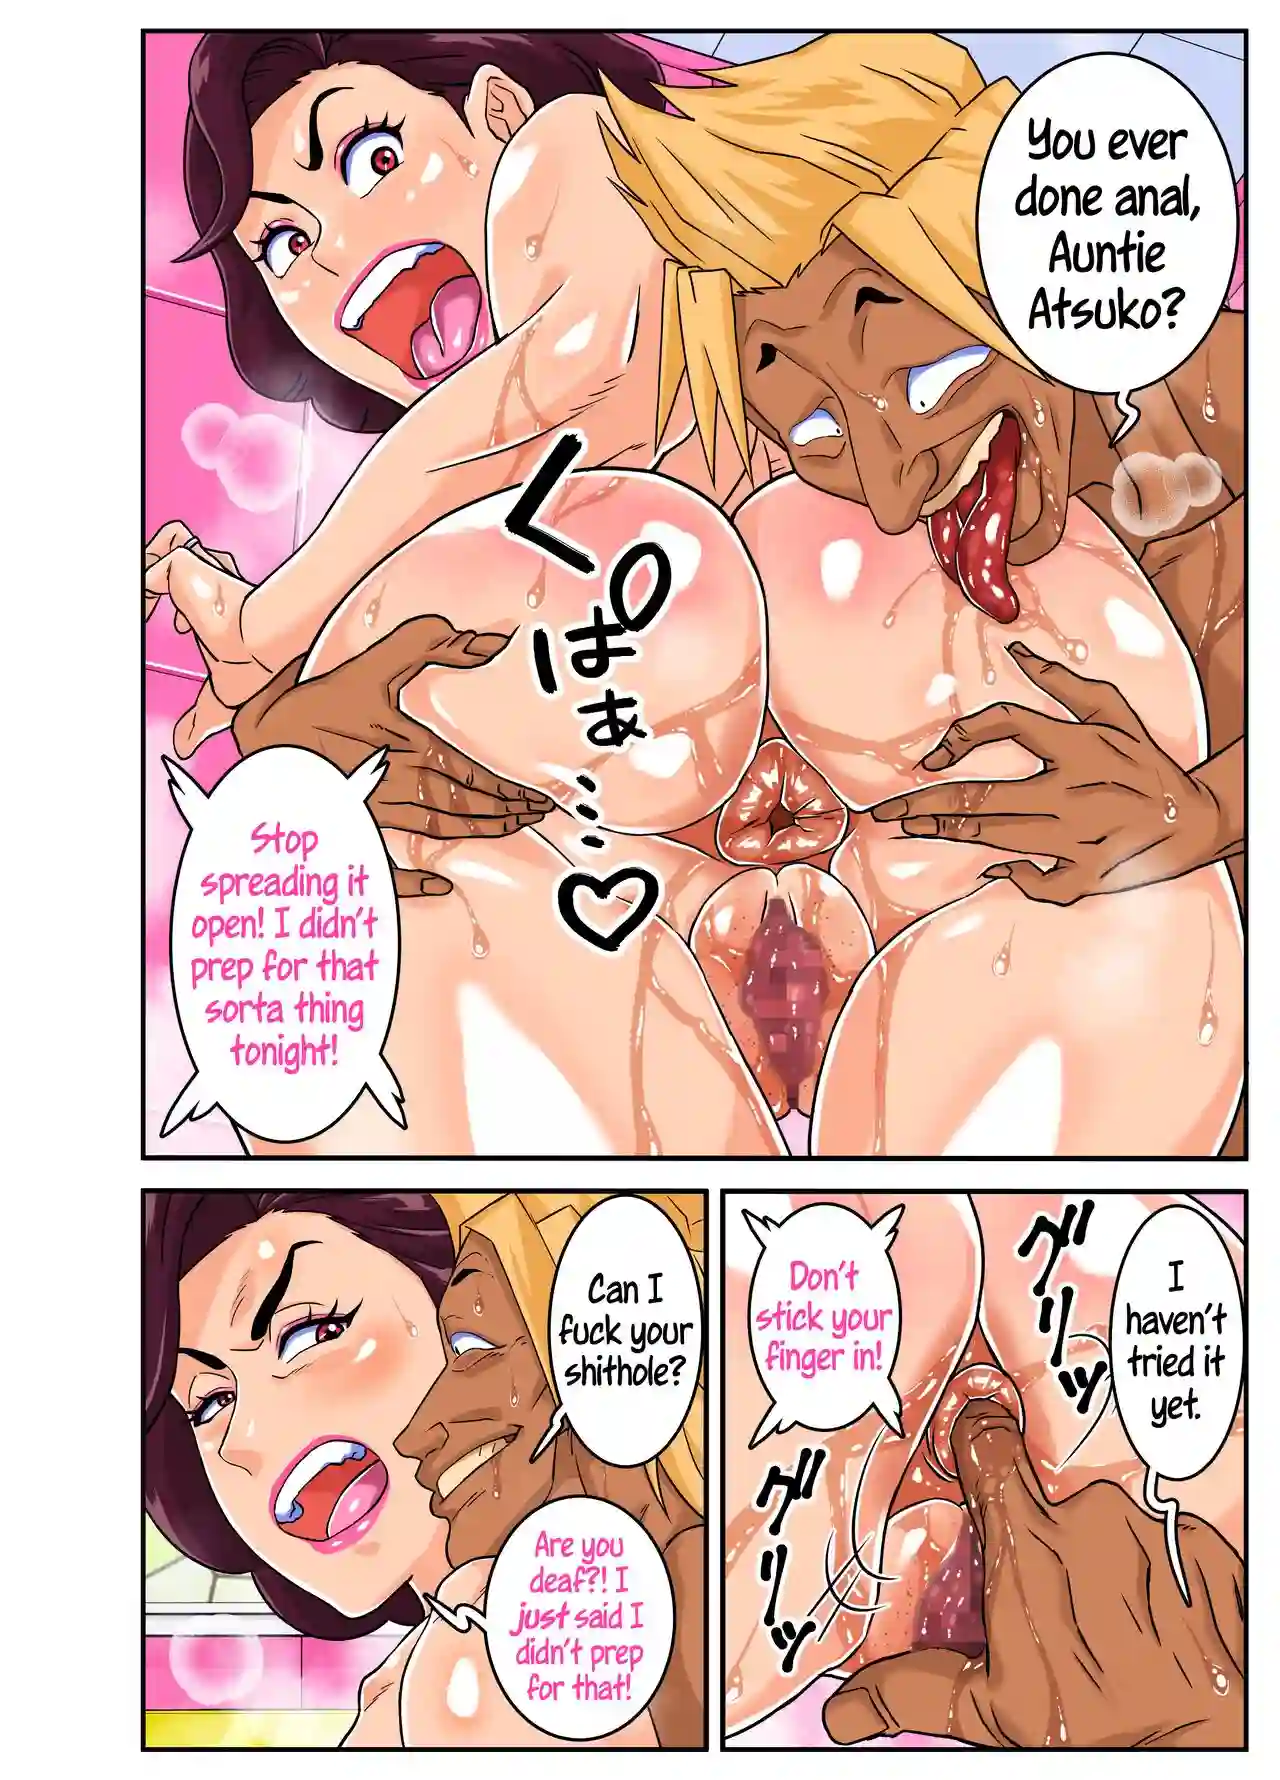 You ever
done anal,
Auntie
Atsuko?
くぱぁ…♡
Stop
spreading it
open! I didn't
prep for that
sorta thing
tonight!
I
haven't
tried it
yet.
グリッ
Don't
stick your
finger in!
グリッ
Can I
fuck your
shithole?
Are you
deaf?! I
just said I
didn't prep
for that!